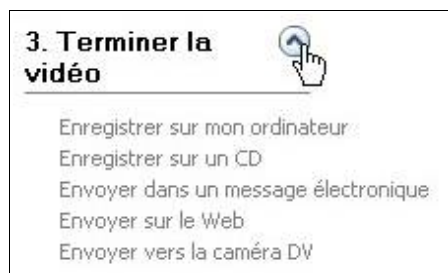 3. Terminer la
vidéo
Enregistrer sur mon ordinateur
Enregistrer sur un CD
Envoyer dans un message électronique
Envoyer sur le Web
Envoyer vers la caméra DV